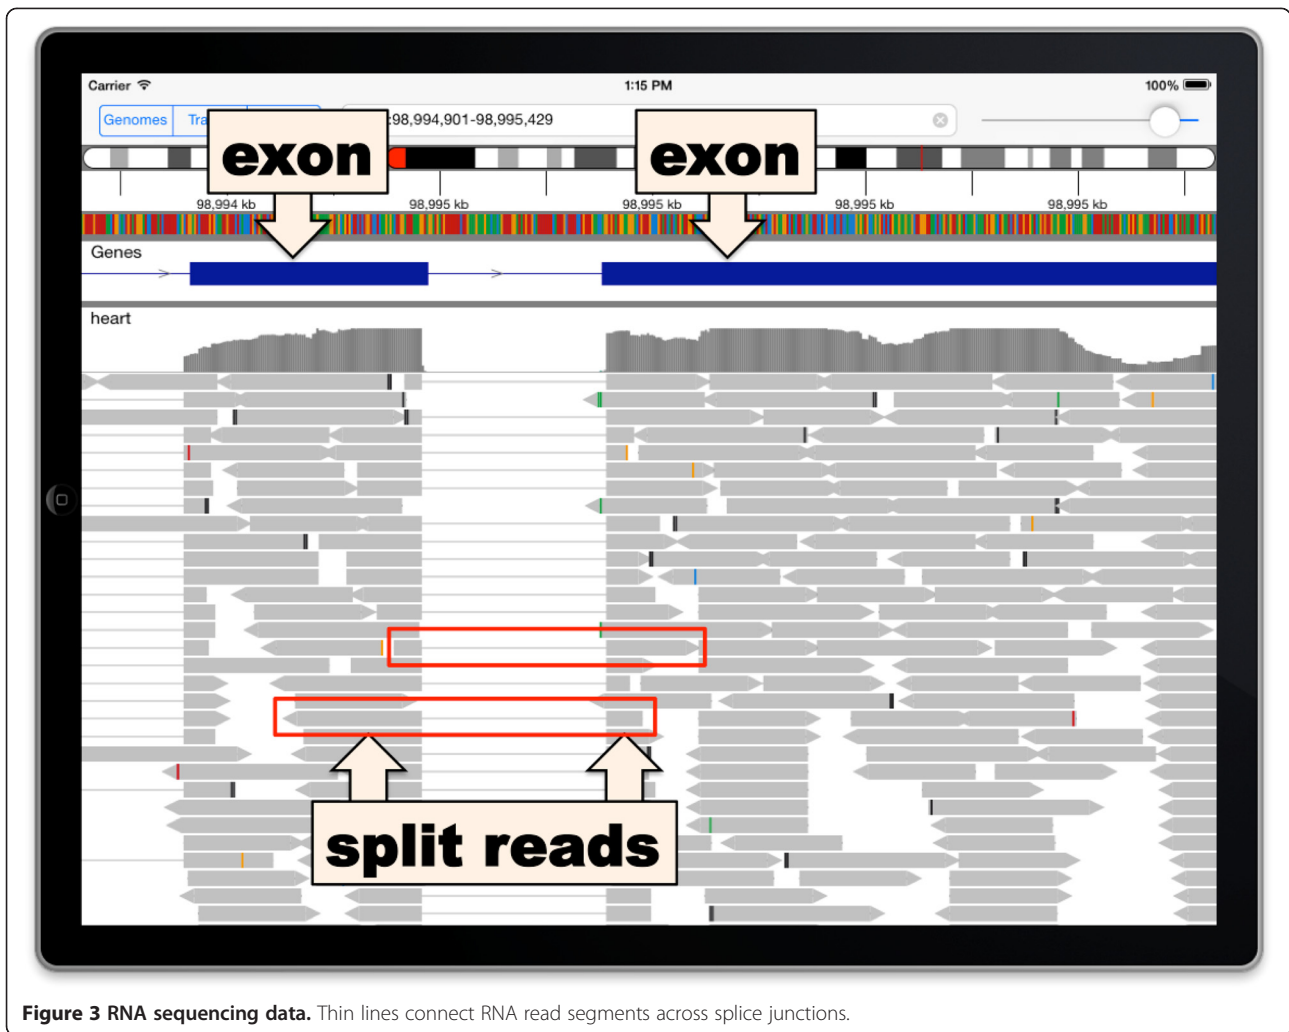 Carrier
1:15 PM
100%
Genomes
:98,994,901-98,995,429
exon
exon
98,994 kb
98,995 kb
98,995 kb
98,995 kb
98,995 kb
Genes
heart
split reads
Figure 3 RNA sequencing data. Thin lines connect RNA read segments across splice junctions.